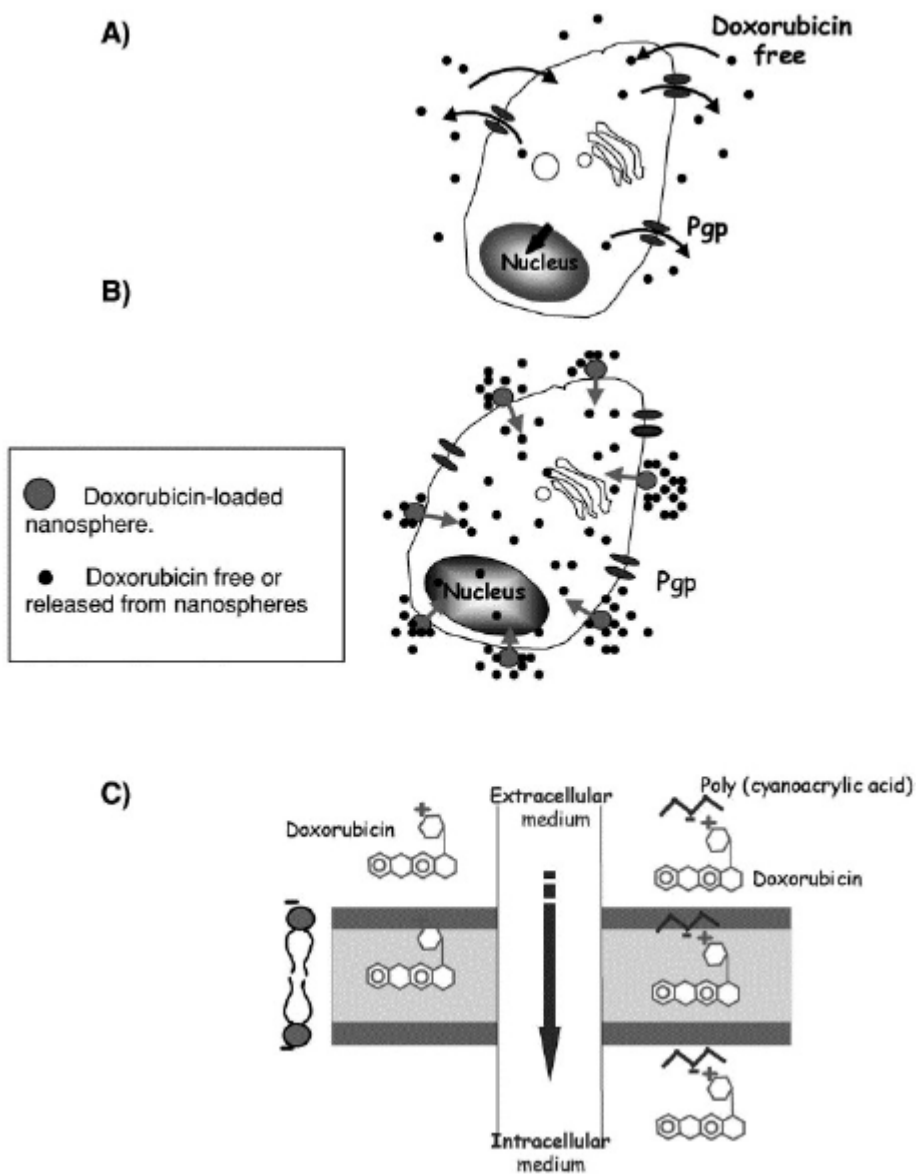 A)
Doxorubicin
free
Pgp
Nucleus
B)
Doxorubicin-loaded
nanosphere.
Doxorubicin free or
released from nanospheres
Nucleus
Pgp
C)
Poly (cyanoacrylic acid)
Extracellular
medium
Doxorubicin
+
+
-
Doxorubicin
-
+
+
-
-
+
-
Intracellular
medium